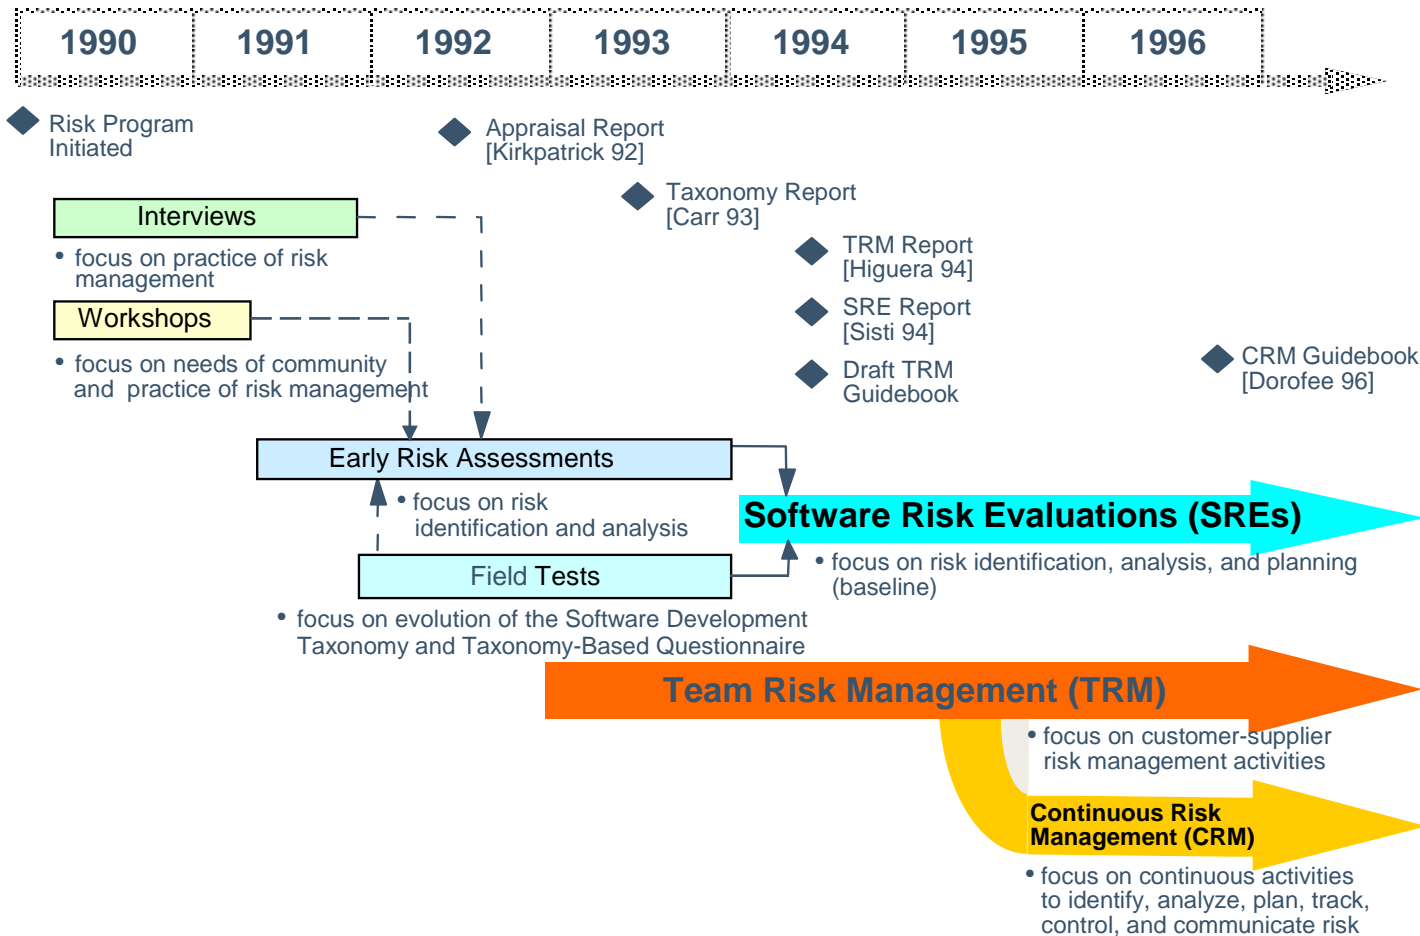 1990 1991 1992 1993 1994 1995 1996
Risk Program
Initiated
Appraisal Report
[Kirkpatrick 92]
Taxonomy Report
[Carr 93]
Interviews
• focus on practice of risk
management
TRM Report
[Higuera 94]
Workshops
• focus on needs of community
and practice of risk management
SRE Report
[Sisti 94]
Draft TRM
Guidebook
CRM Guidebook
[Dorofee 96]
Early Risk Assessments
• focus on risk
identification and analysis
Software Risk Evaluations (SREs)
• focus on risk identification, analysis, and planning
(baseline)
Field Tests
• focus on evolution of the Software Development
Taxonomy and Taxonomy-Based Questionnaire
Team Risk Management (TRM)
• focus on customer-supplier
risk management activities
Continuous Risk
Management (CRM)
• focus on continuous activities
to identify, analyze, plan, track,
control, and communicate risk